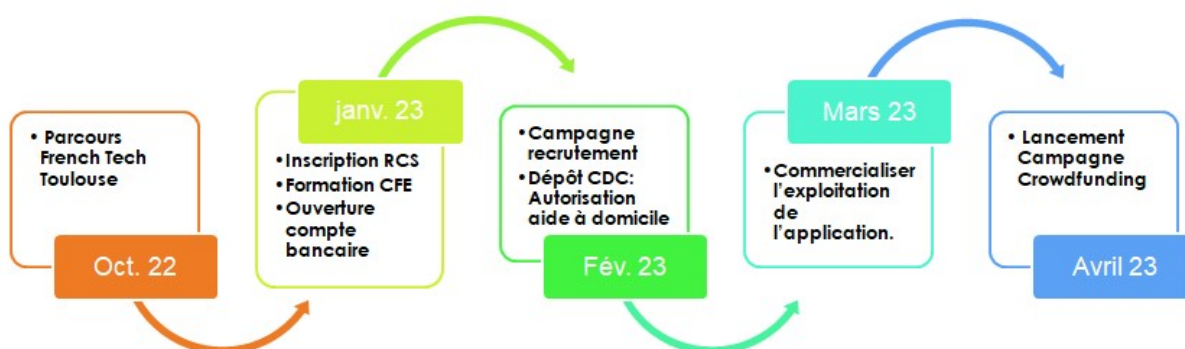 • Parcours
French Tech
Toulouse
Oct. 22
janv. 23
•Inscription RCS
•Formation CFE
•Ouverture
compte
bancaire
•Campagne
recrutement
•Dépôt CDC:
Autorisation
aide à domicile
Fév. 23
Mars 23
•Commercialiser
l’exploitation
de
l’application.
• Lancement
Campagne
Crowdfunding
Avril 23